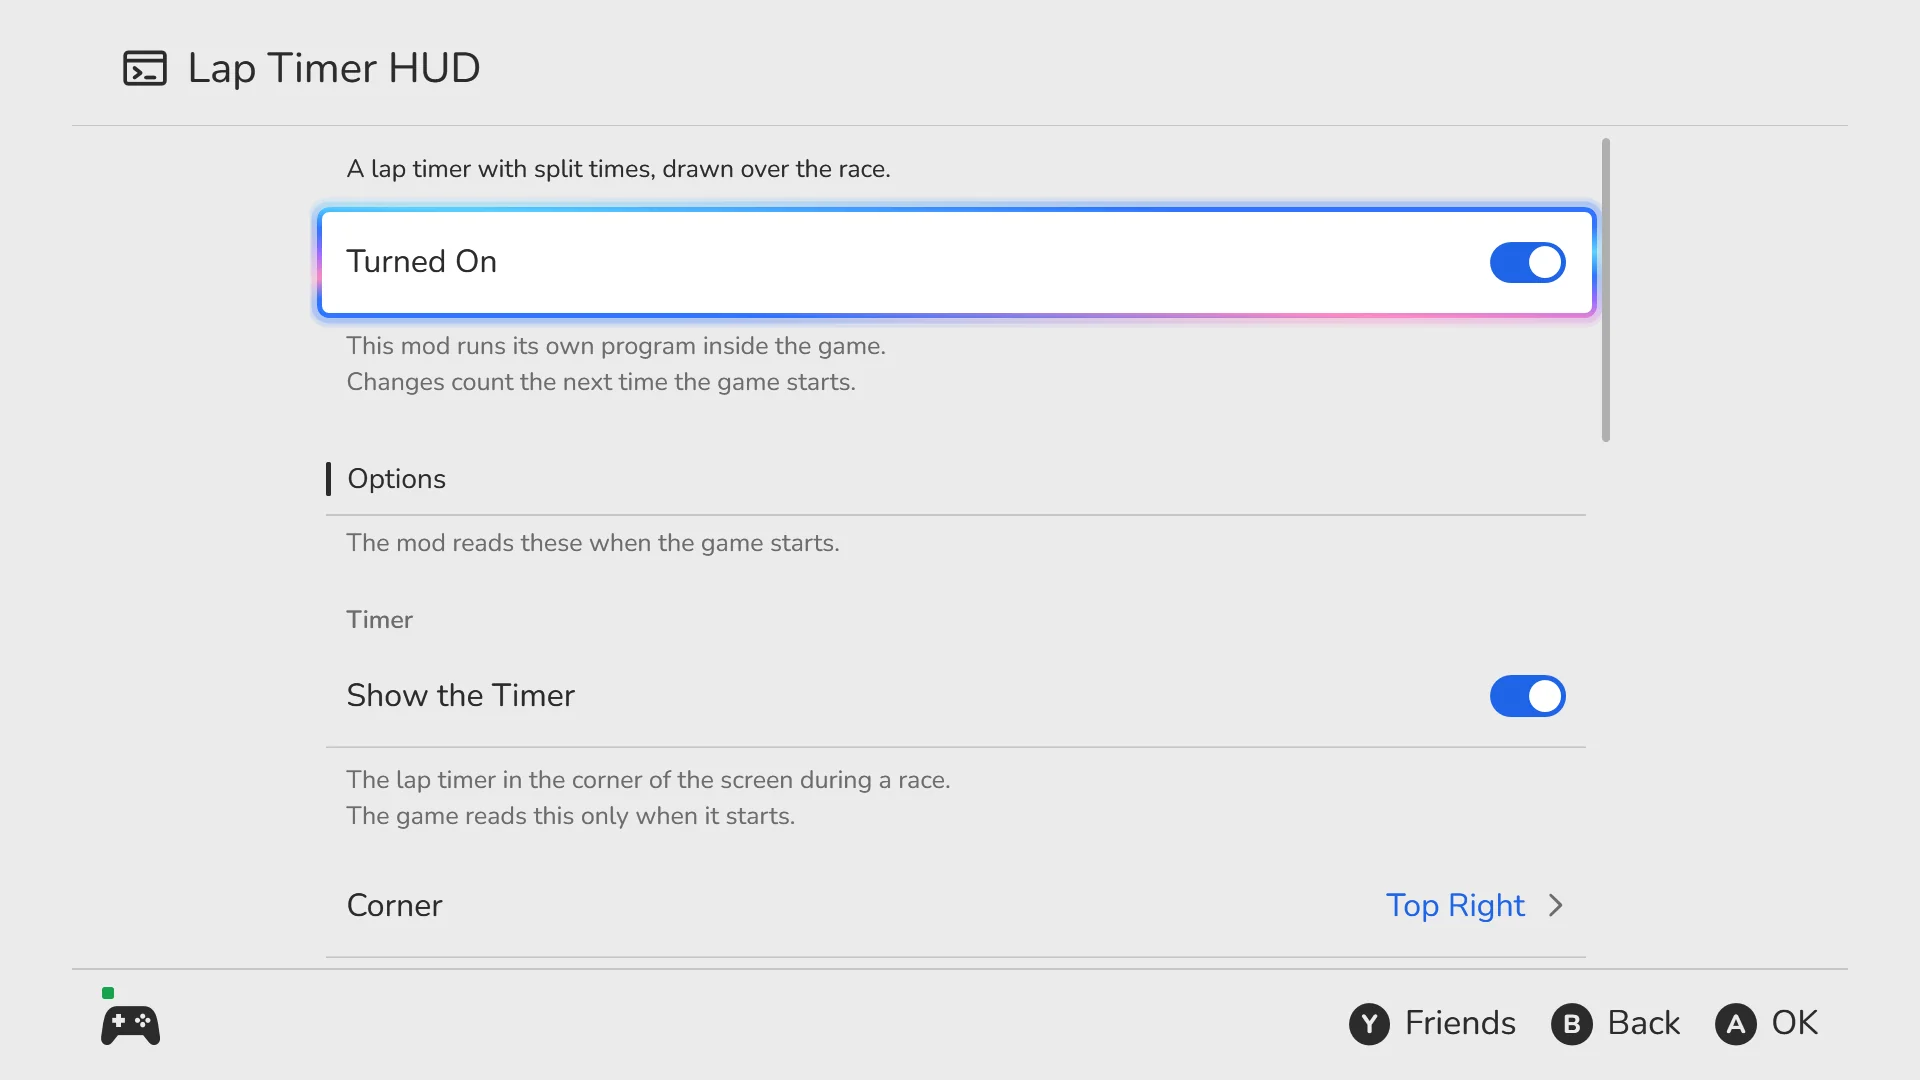 Lap Timer HUD
A lap timer with split times, drawn over the race.
Turned On
This mod runs its own program inside the game.
Changes count the next time the game starts.
Options
The mod reads these when the game starts.
Timer
Show the Timer
The lap timer in the corner of the screen during a race.
The game reads this only when it starts.
Corner Top Right
Y Friends B Back A OK